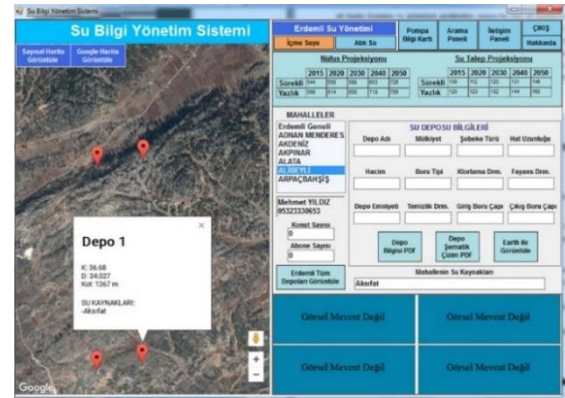 Su Bilgi Yönetim Sistemi
Su Bilgi Yönetim Sistemi
Sayısal Harita Görüntüle
Google Harita Görüntüle
Depo 1
K: 36.68
D: 34.027
Kot: 1367 m
SU KAYNAKLARI:
-Aksıfat
Google
Erdemli Su Yönetimi
İçme Suyu
Atık Su
Pompa Bilgi Kartı
Arama Paneli
İletişim Paneli
ÇIKIŞ
Hakkında
Nüfus Projeksiyonu
2015 2020 2030 2040 2050
Sürekli
Yazlık
Su Talep Projeksiyonu
2015 2020 2030 2040 2050
Sürekli
Yazlık
MAHALLELER
Erdemli Geneli
ADNAN MENDERES
AKDENİZ
AKPINAR
ALATA
ALİBEYLİ
ARPAÇBAHŞİŞ
Mehmet YILDIZ
05323330653
Konut Sayısı
0
Abone Sayısı
0
Erdemli Tüm Depoları Görüntüle
SU DEPOSU BİLGİLERİ
Depo Adı Mülkiyet Şebeke Türü Hat Uzunluğu
Hacim Boru Tipi Klorlama Drm. Fayans Drm.
Depo Emniyeti Temizlik Drm. Giriş Boru Çapı Çıkış Boru Çapı
Depo Bilgisi PDF
Depo Şematik Çizim PDF
Earth ile Görüntüle
Mahallenin Su Kaynakları
Aksıfat
Görsel Mevcut Değil
Görsel Mevcut Değil
Görsel Mevcut Değil
Görsel Mevcut Değil